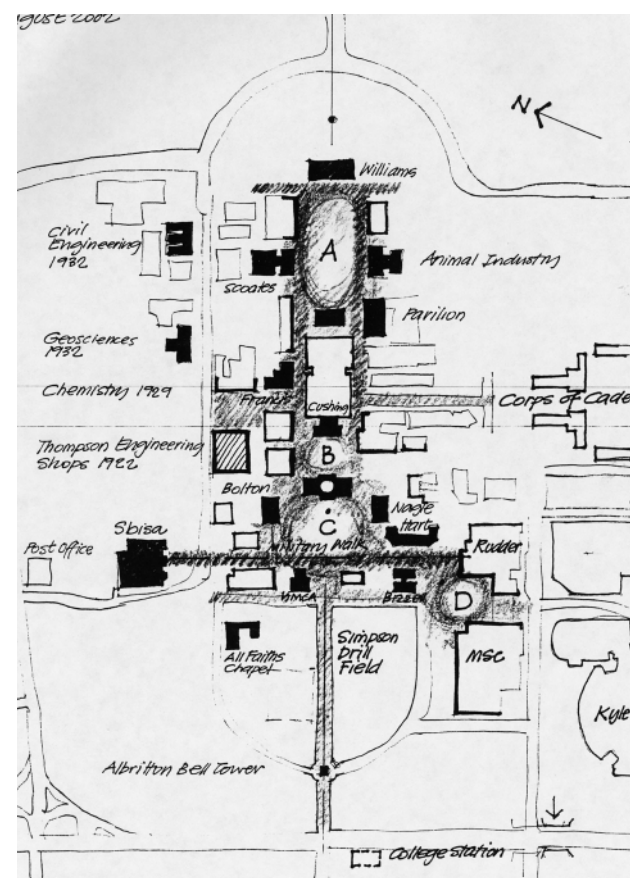 2002
N
Williams
Civil
Engineering
1932
A
Scoates
Animal Industry
Pavilion
Geosciences
1932
Chemistry 1929
Francis
Corps of Cade
Cushing
Thompson Engineering
Shops 1922
B
Bolton
Sbisa
C
Nagle
Hart
Military Walk
Rudder
Post Office
YMCA
D
All Faiths
Chapel
Simpson
Drill
Field
MSC
Kyle
Albritton Bell Tower
College Station